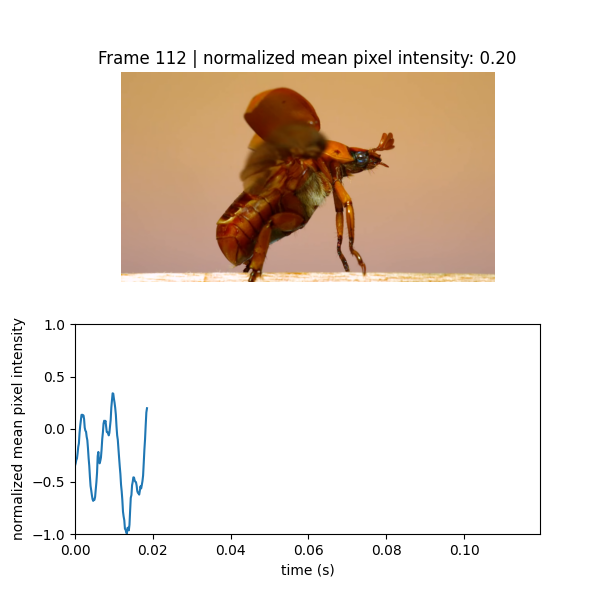 Frame 112 | normalized mean pixel intensity: 0.20
normalized mean pixel intensity
1.0
0.5
0.0
−0.5
−1.0
0.00 0.02 0.04 0.06 0.08 0.10
time (s)